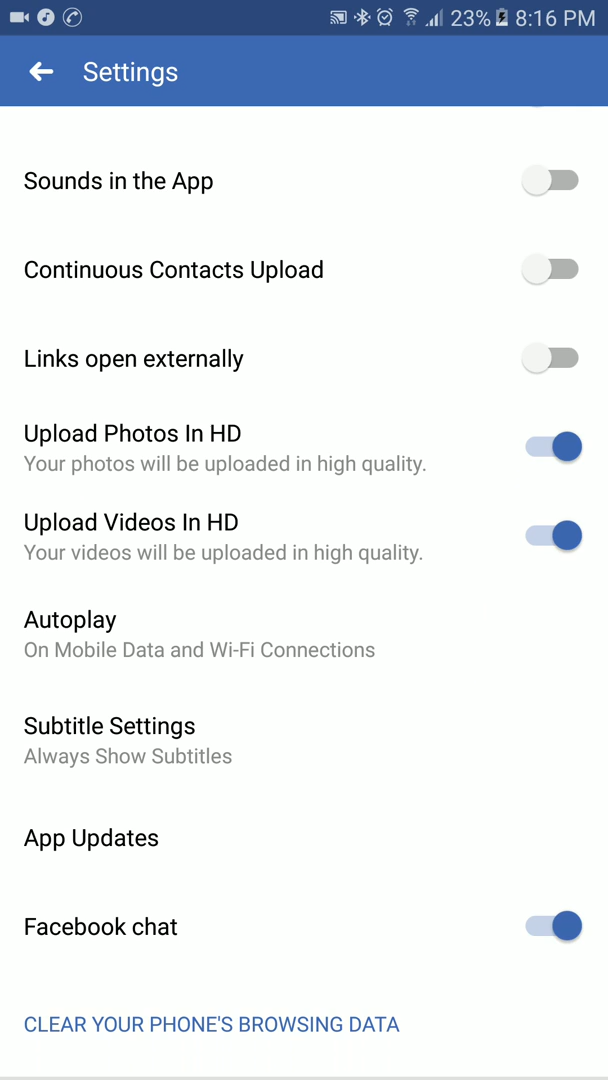 23% 8:16 PM
Settings
Sounds in the App
Continuous Contacts Upload
Links open externally
Upload Photos In HD
Your photos will be uploaded in high quality.
Upload Videos In HD
Your videos will be uploaded in high quality.
Autoplay
On Mobile Data and Wi-Fi Connections
Subtitle Settings
Always Show Subtitles
App Updates
Facebook chat
CLEAR YOUR PHONE'S BROWSING DATA